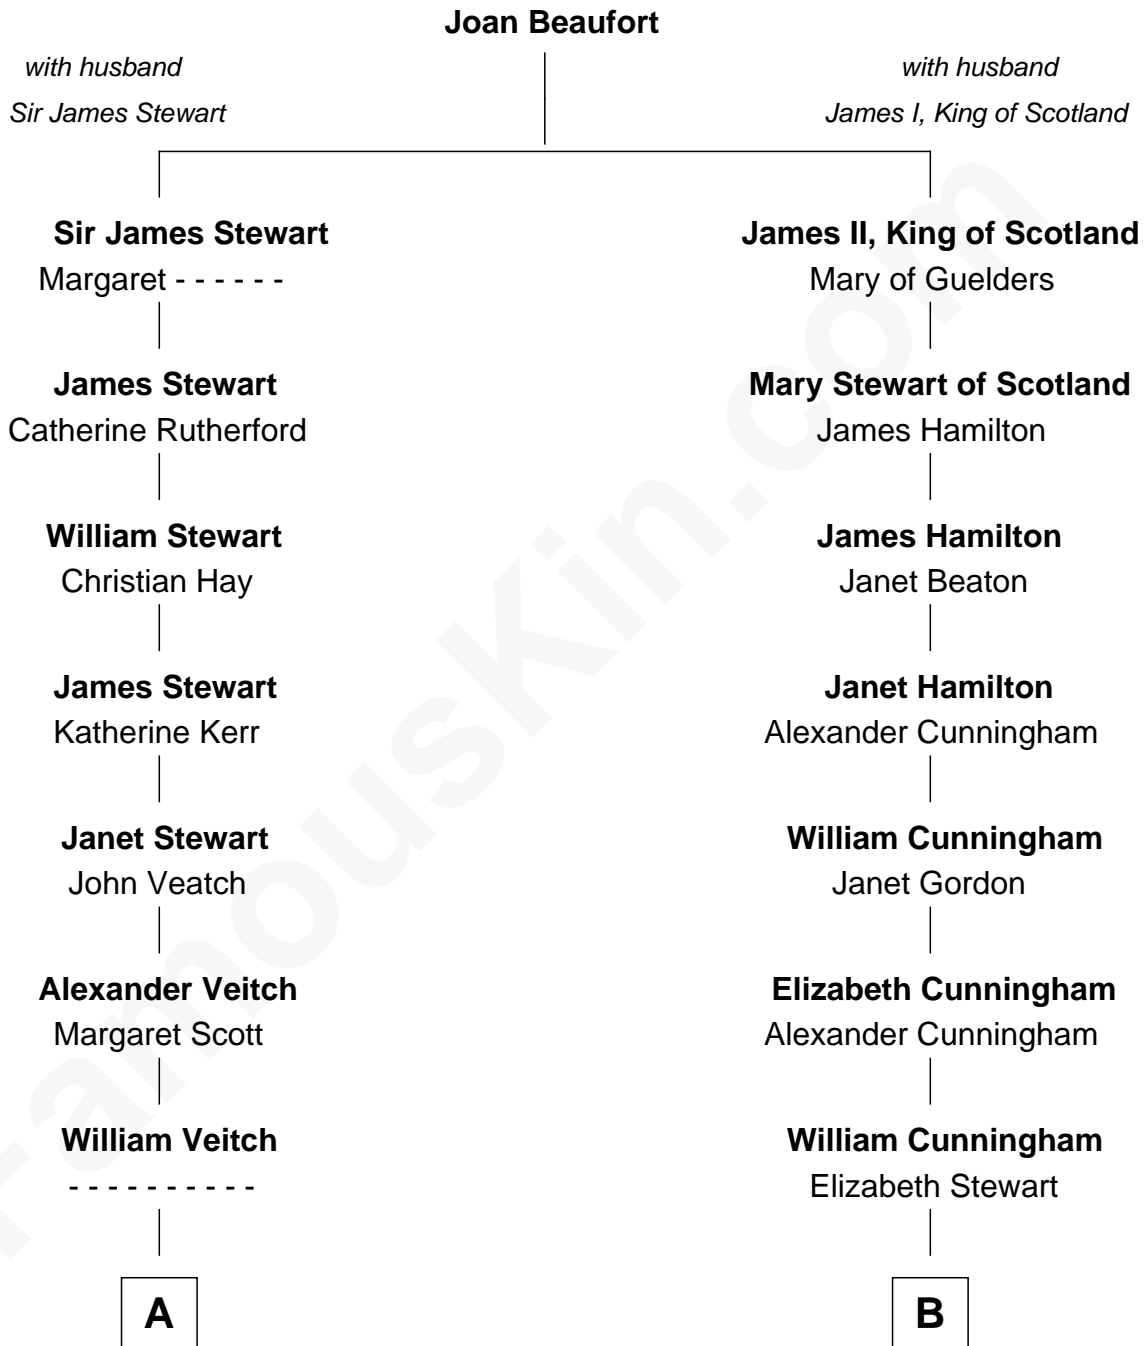 Joan Beaufort
with husband
Sir James Stewart
with husband
James I, King of Scotland
Sir James Stewart
Margaret - - - - - -
James II, King of Scotland
Mary of Guelders
James Stewart
Catherine Rutherford
Mary Stewart of Scotland
James Hamilton
William Stewart
Christian Hay
James Hamilton
Janet Beaton
James Stewart
Katherine Kerr
Janet Hamilton
Alexander Cunningham
Janet Stewart
John Veatch
William Cunningham
Janet Gordon
Alexander Veitch
Margaret Scott
Elizabeth Cunningham
Alexander Cunningham
William Veitch
- - - - - - - - - -
William Cunningham
Elizabeth Stewart
A
B
FamousKin.com